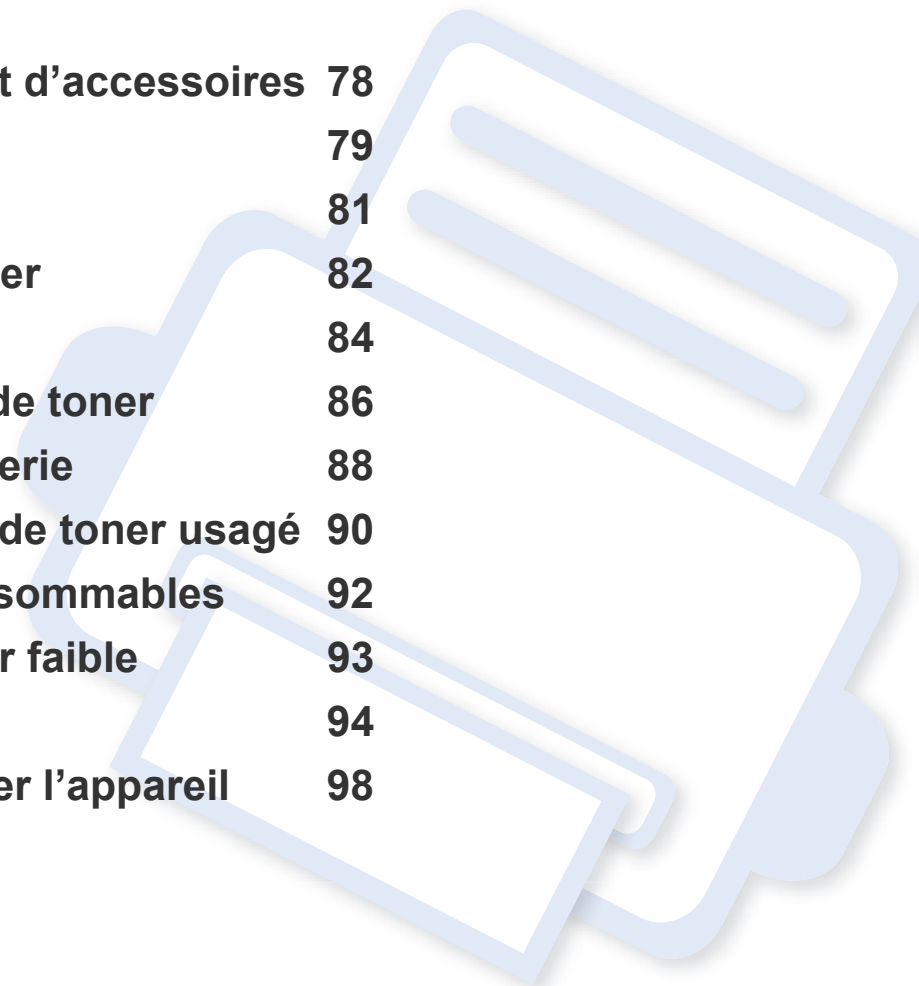 t d’accessoires 78
79
81
er 82
84
de toner 86
erie 88
de toner usagé 90
sommables 92
r faible 93
94
er l’appareil 98